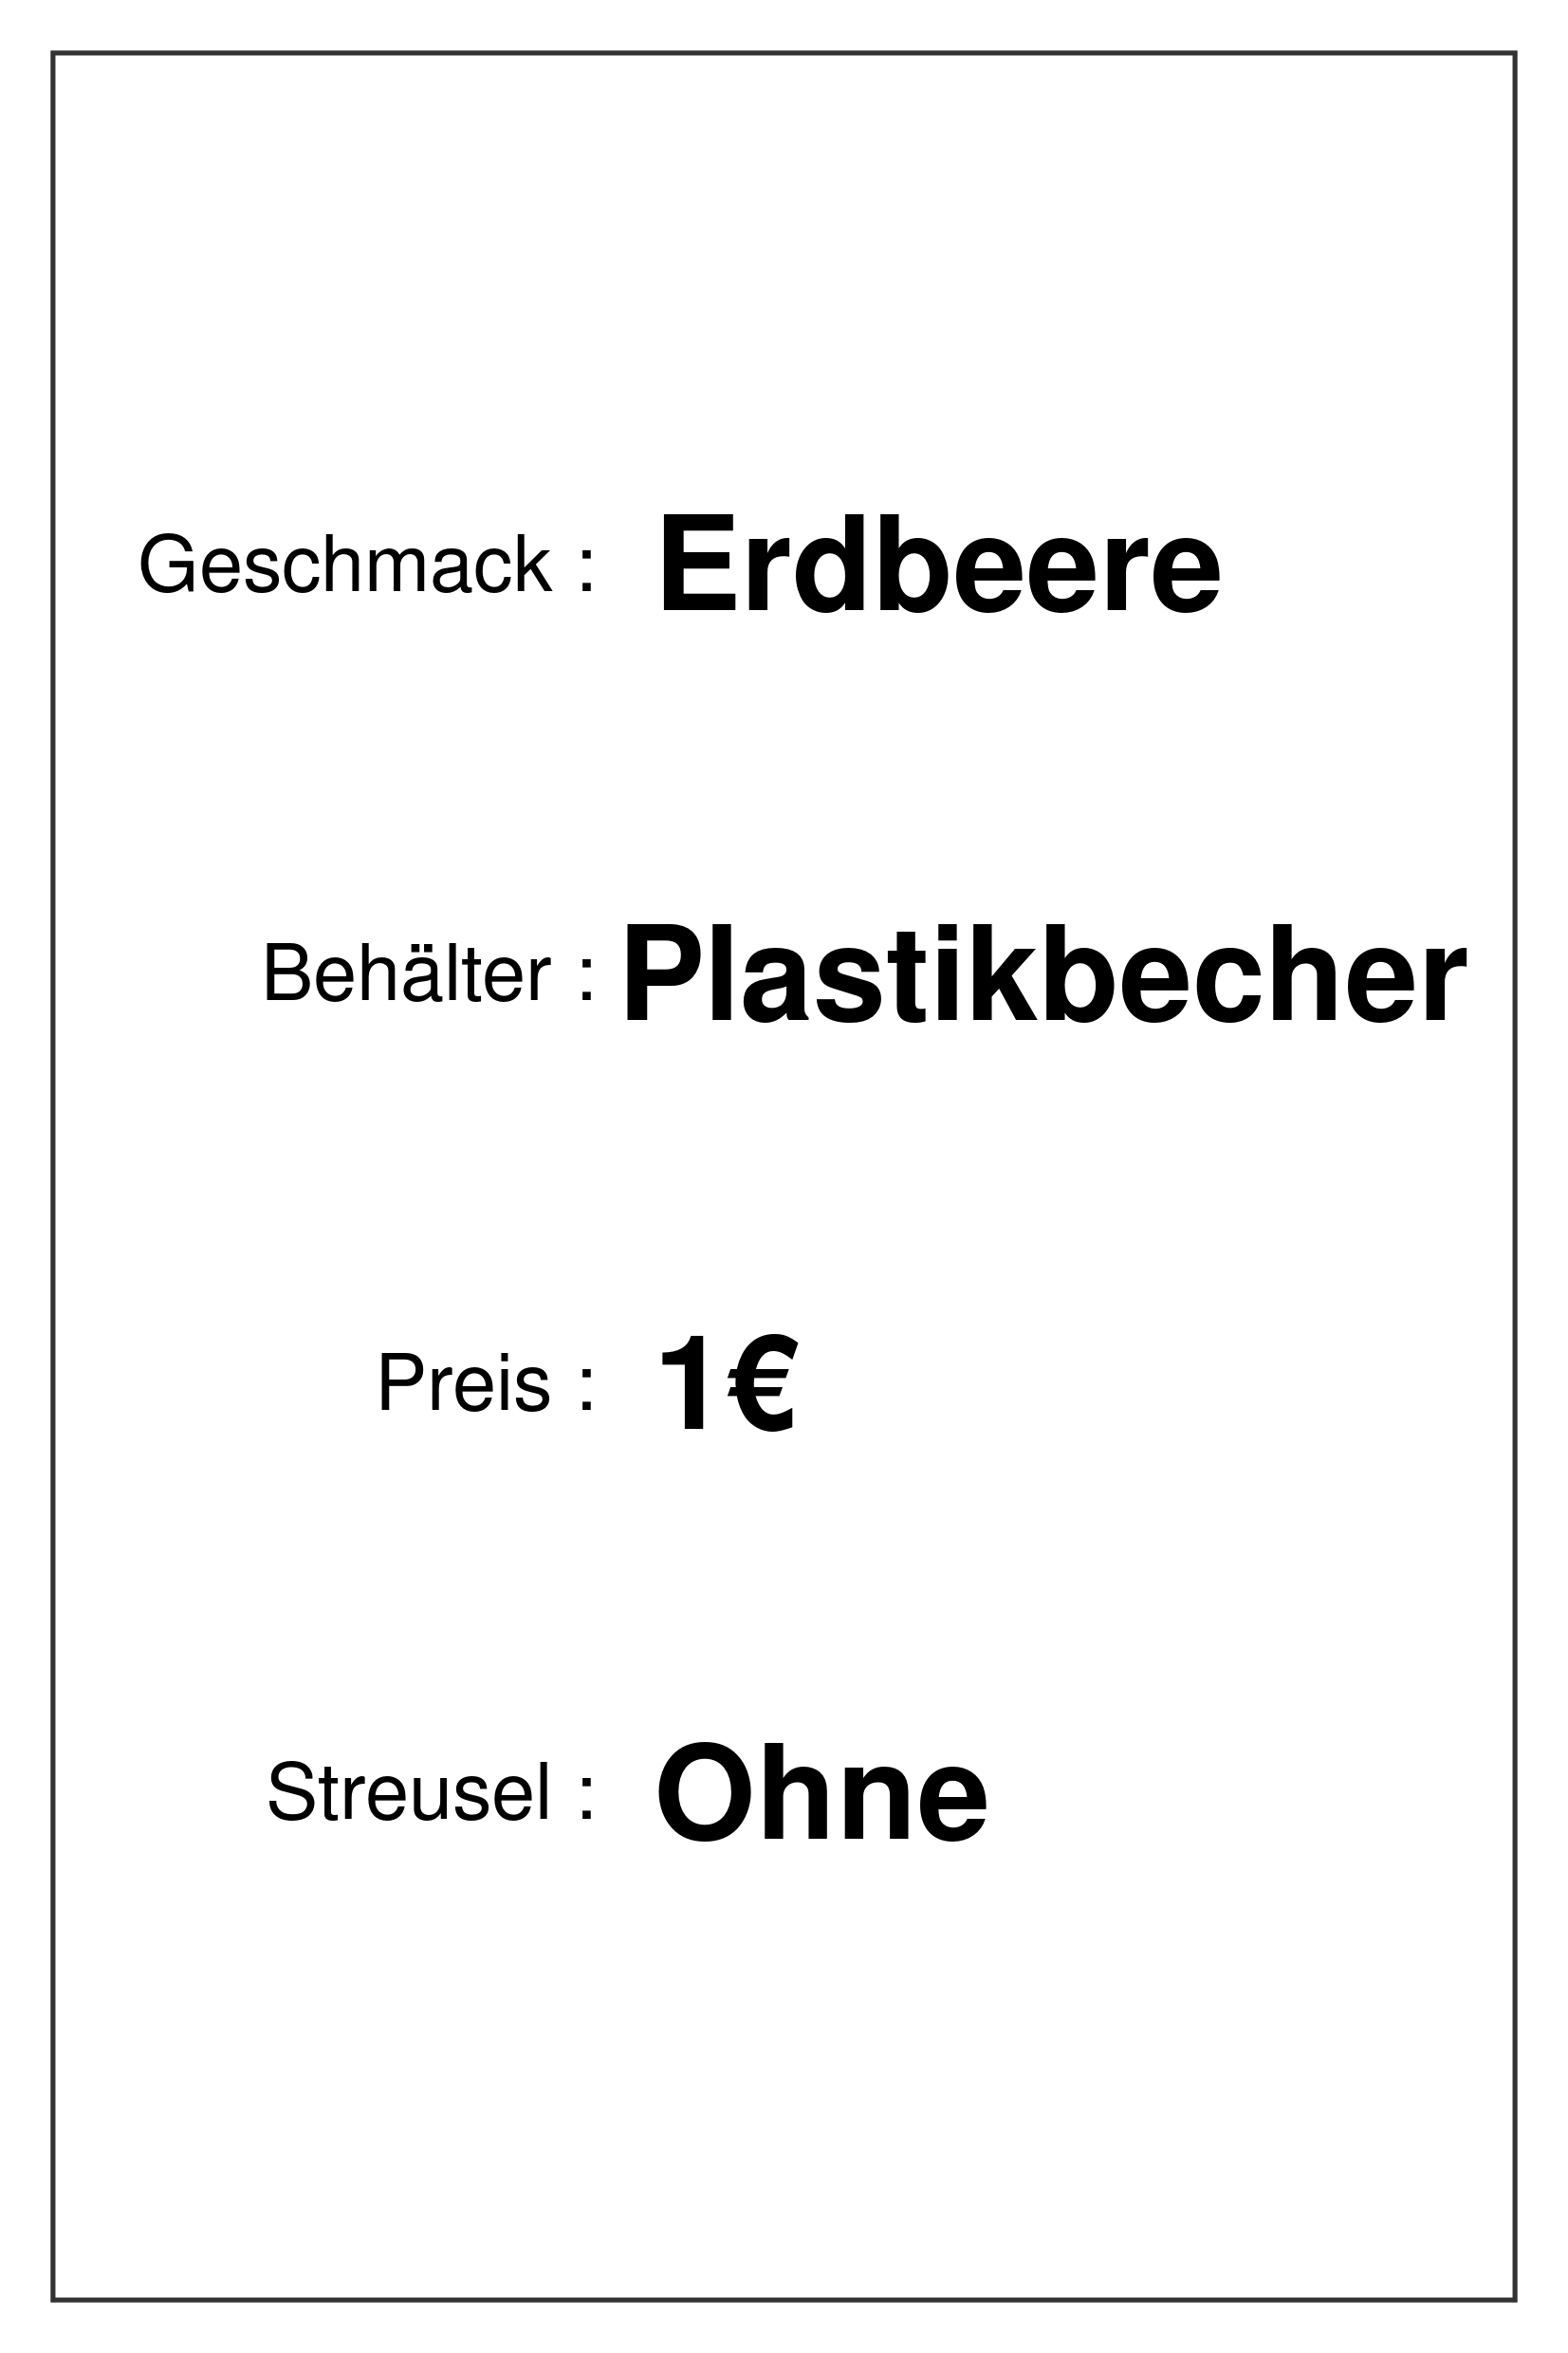 Geschmack : Erdbeere
Behälter : Plastikbecher
Preis : 1€
Streusel : Ohne